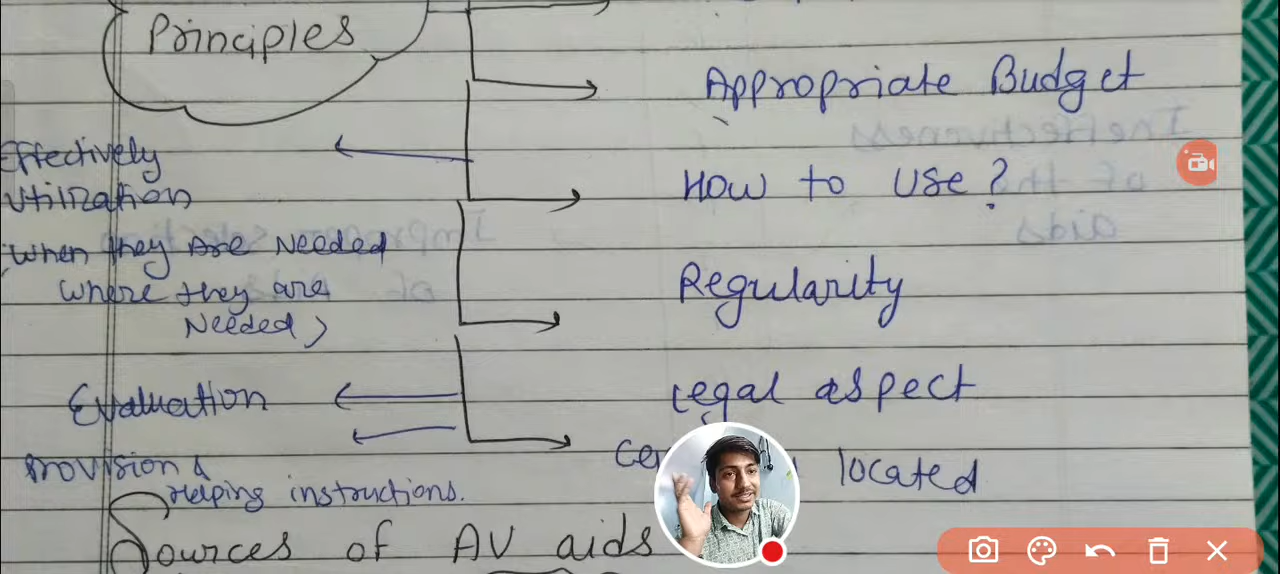 Principles
Appropriate Budget
Effectively
Utilization
How to use?
When they Are Needed
where they are
Needed,
Regularity
Evaluation
Legal aspect
Provision &
Helping instructions.
located
Sources of AV aids